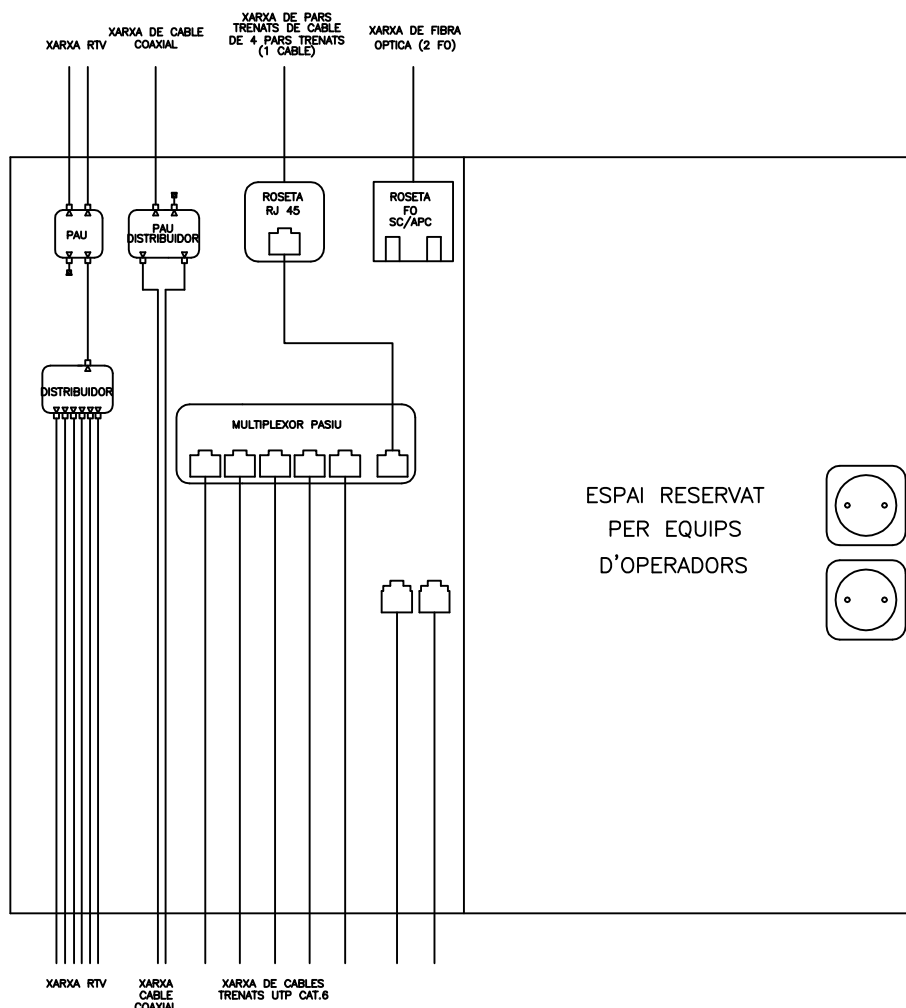 XARXA RTV
XARXA DE CABLE
COAXIAL
XARXA DE PARS
TRENATS DE CABLE
DE 4 PARS TRENATS
(1 CABLE)
XARXA DE FIBRA
OPTICA (2 FO)
PAU
PAU
DISTRIBUIDOR
ROSETA
RJ 45
ROSETA
FO
SC/APC
DISTRIBUIDOR
MULTIPLEXOR PASIU
ESPAI RESERVAT
PER EQUIPS
D'OPERADORS
XARXA RTV
XARXA
CABLE
COAXIAL
XARXA DE CABLES
TRENATS UTP CAT.6